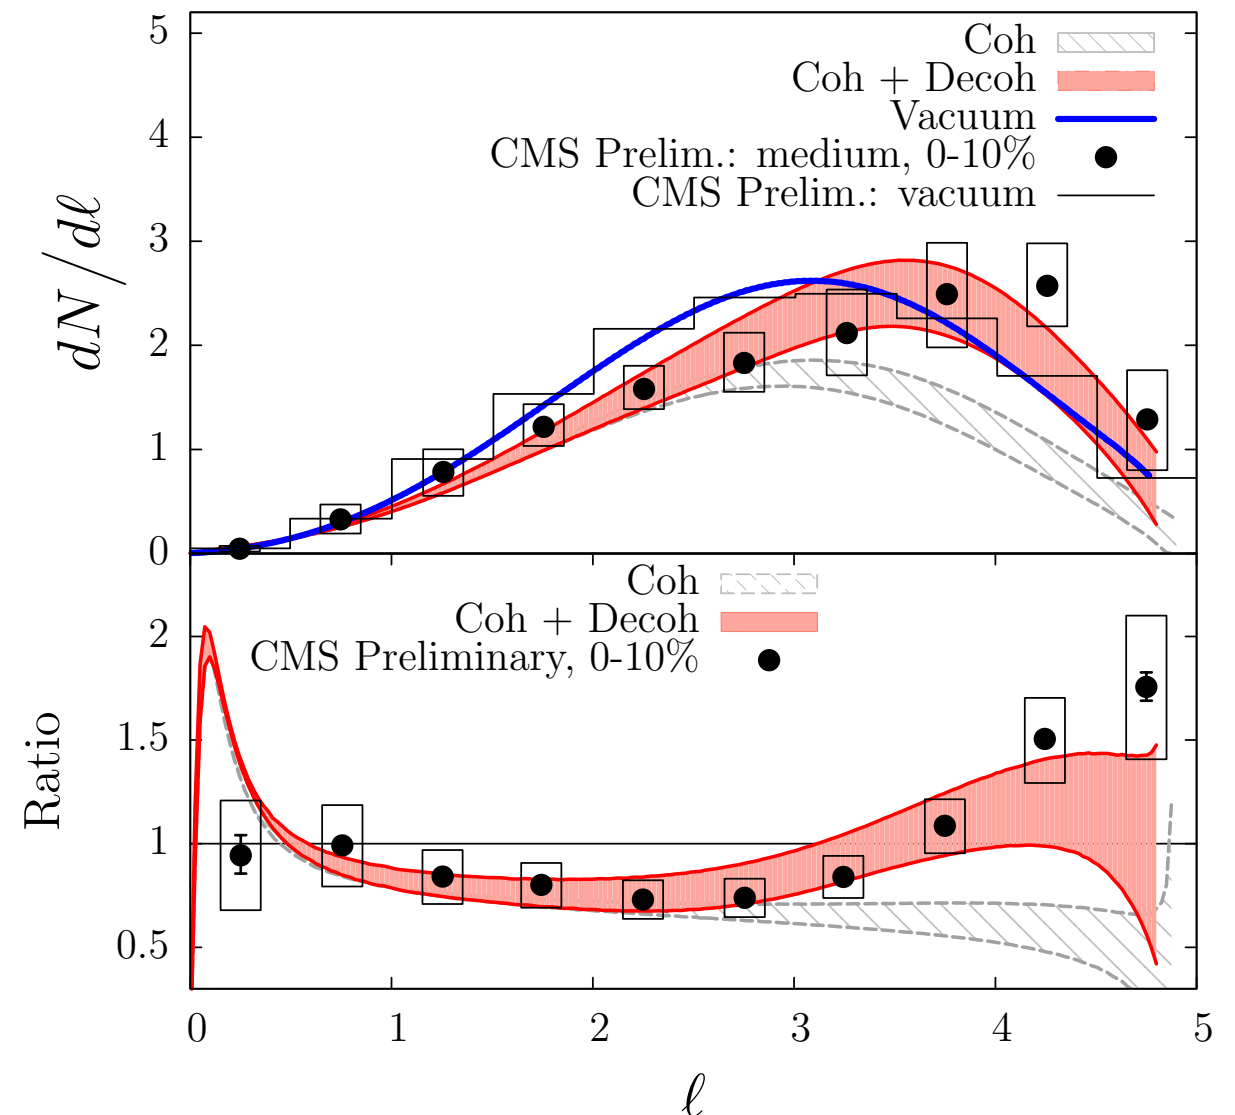 5
Coh
Coh + Decoh
Vacuum
4
CMS Prelim.: medium, 0-10%
CMS Prelim.: vacuum
dN/dℓ
3
2
1
0
Coh
Coh + Decoh
CMS Preliminary, 0-10%
2
1.5
Ratio
1
0.5
0 1 2 3 4 5
ℓ